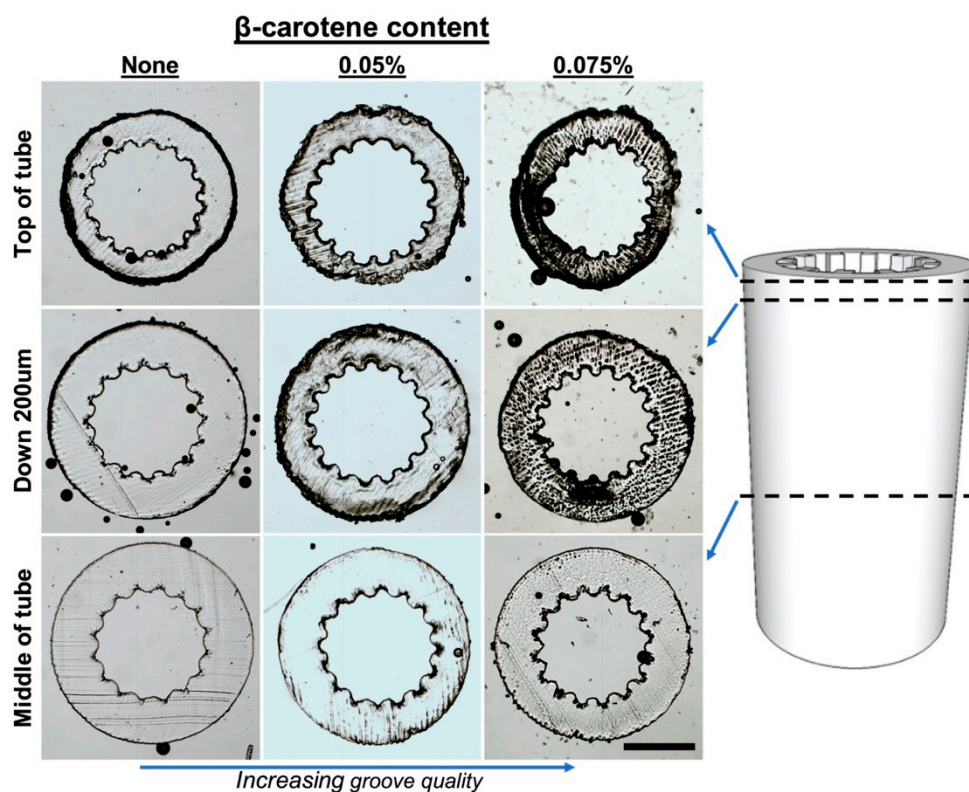 β-carotene content
None
0.05%
0.075%
Top of tube
Down 200um
Middle of tube
Increasing groove quality